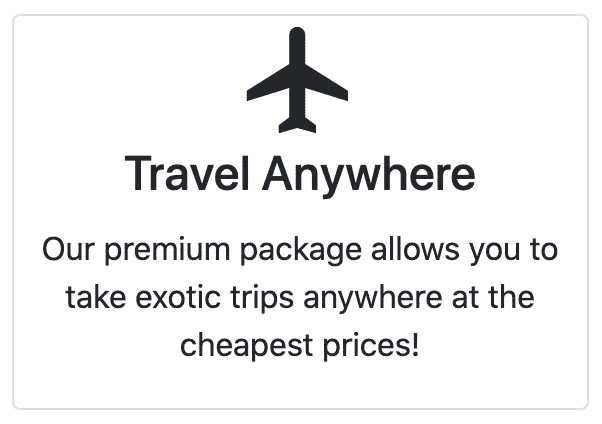 Travel Anywhere
Our premium package allows you to
take exotic trips anywhere at the
cheapest prices!